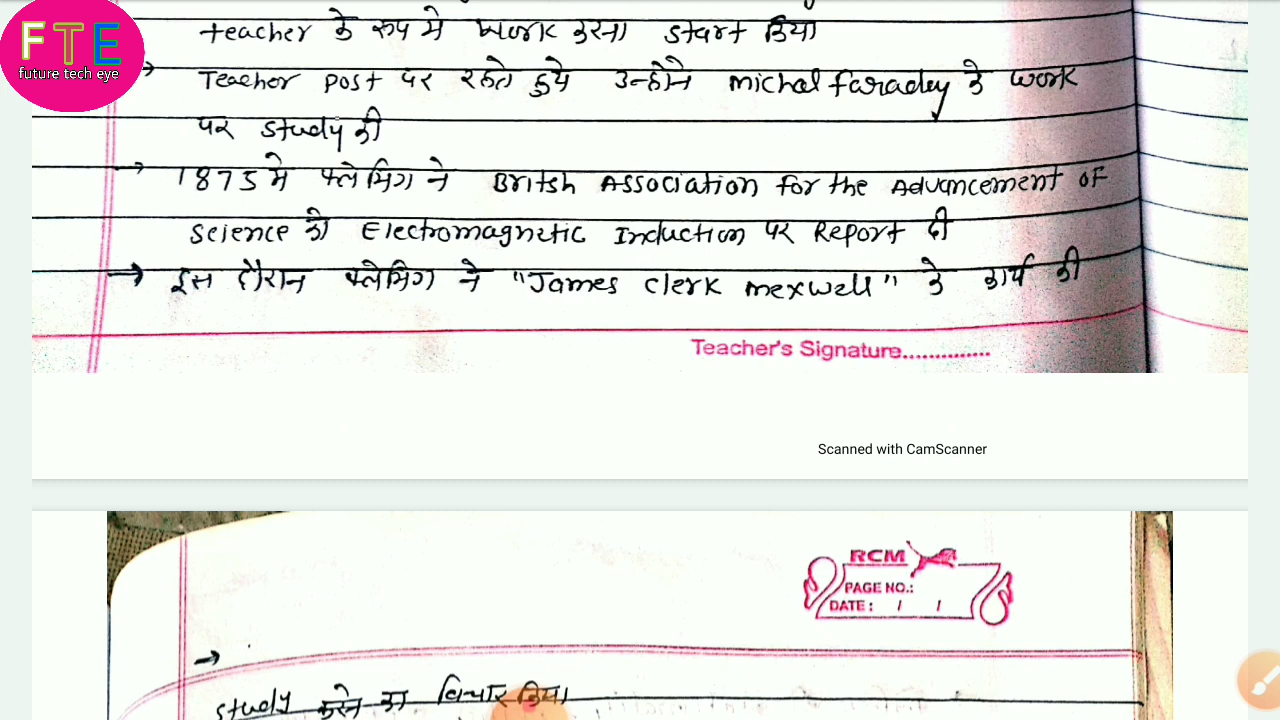 FTE
future tech eye
teacher के रूप मे work करना start किया
Teacher post पर रहते हुये उन्होने michal faraday के work
पर study की
→ 1875 मे फ्लेमिंग ने Britsh Association for the Advancement of
Science को Electromagnetic Induction पर Report दी
→ इस दौरान फ्लेमिंग ने "James clerk mexwell" के कार्य की
Teacher's Signature..............
Scanned with CamScanner
RCM
PAGE NO.:
DATE : / /
→
study करने का विचार किया